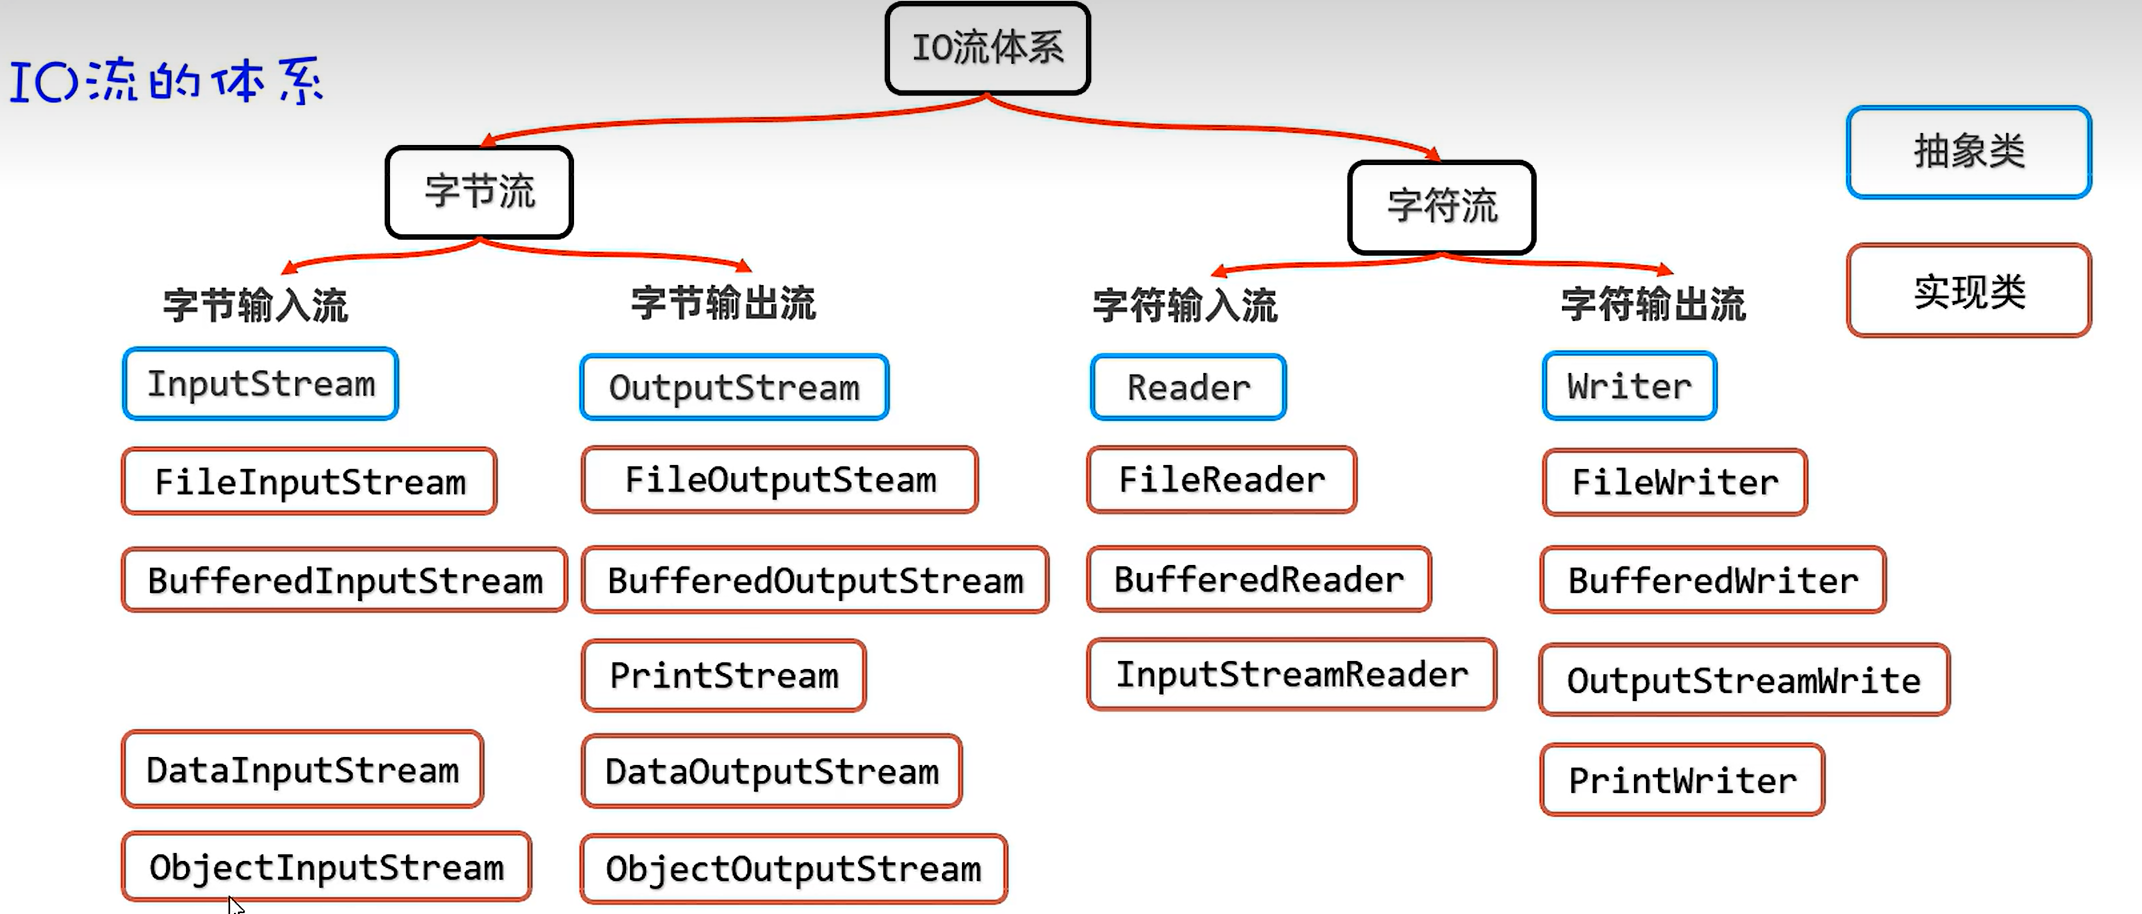 IO流的体系
IO流体系
字节流
字符流
抽象类
实现类
字节输入流
字节输出流
字符输入流
字符输出流
InputStream
OutputStream
Reader
Writer
FileInputStream
FileOutputSteam
FileReader
FileWriter
BufferedInputStream
BufferedOutputStream
BufferedReader
BufferedWriter
PrintStream
InputStreamReader
OutputStreamWrite
DataInputStream
DataOutputStream
PrintWriter
ObjectInputStream
ObjectOutputStream